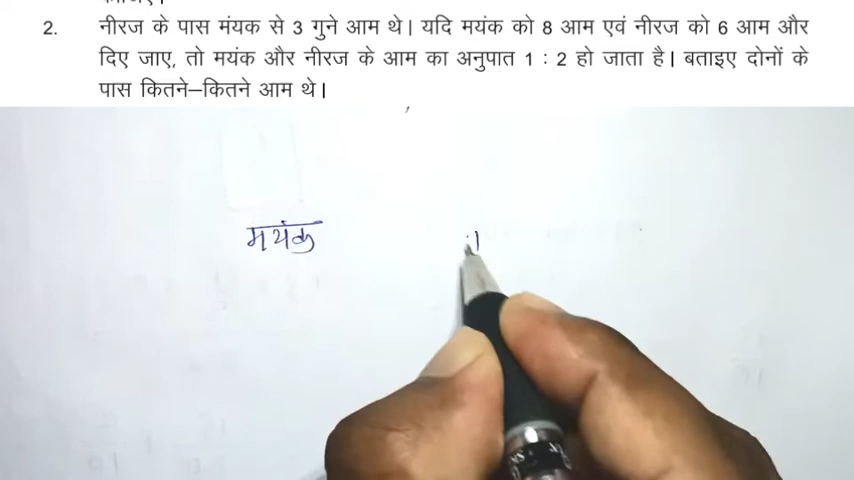 2. नीरज के पास मंयक से 3 गुने आम थे। यदि मयंक को 8 आम एवं नीरज को 6 आम और
दिए जाए, तो मयंक और नीरज के आम का अनुपात 1 : 2 हो जाता है। बताइए दोनों के
पास कितने–कितने आम थे।
मयंक